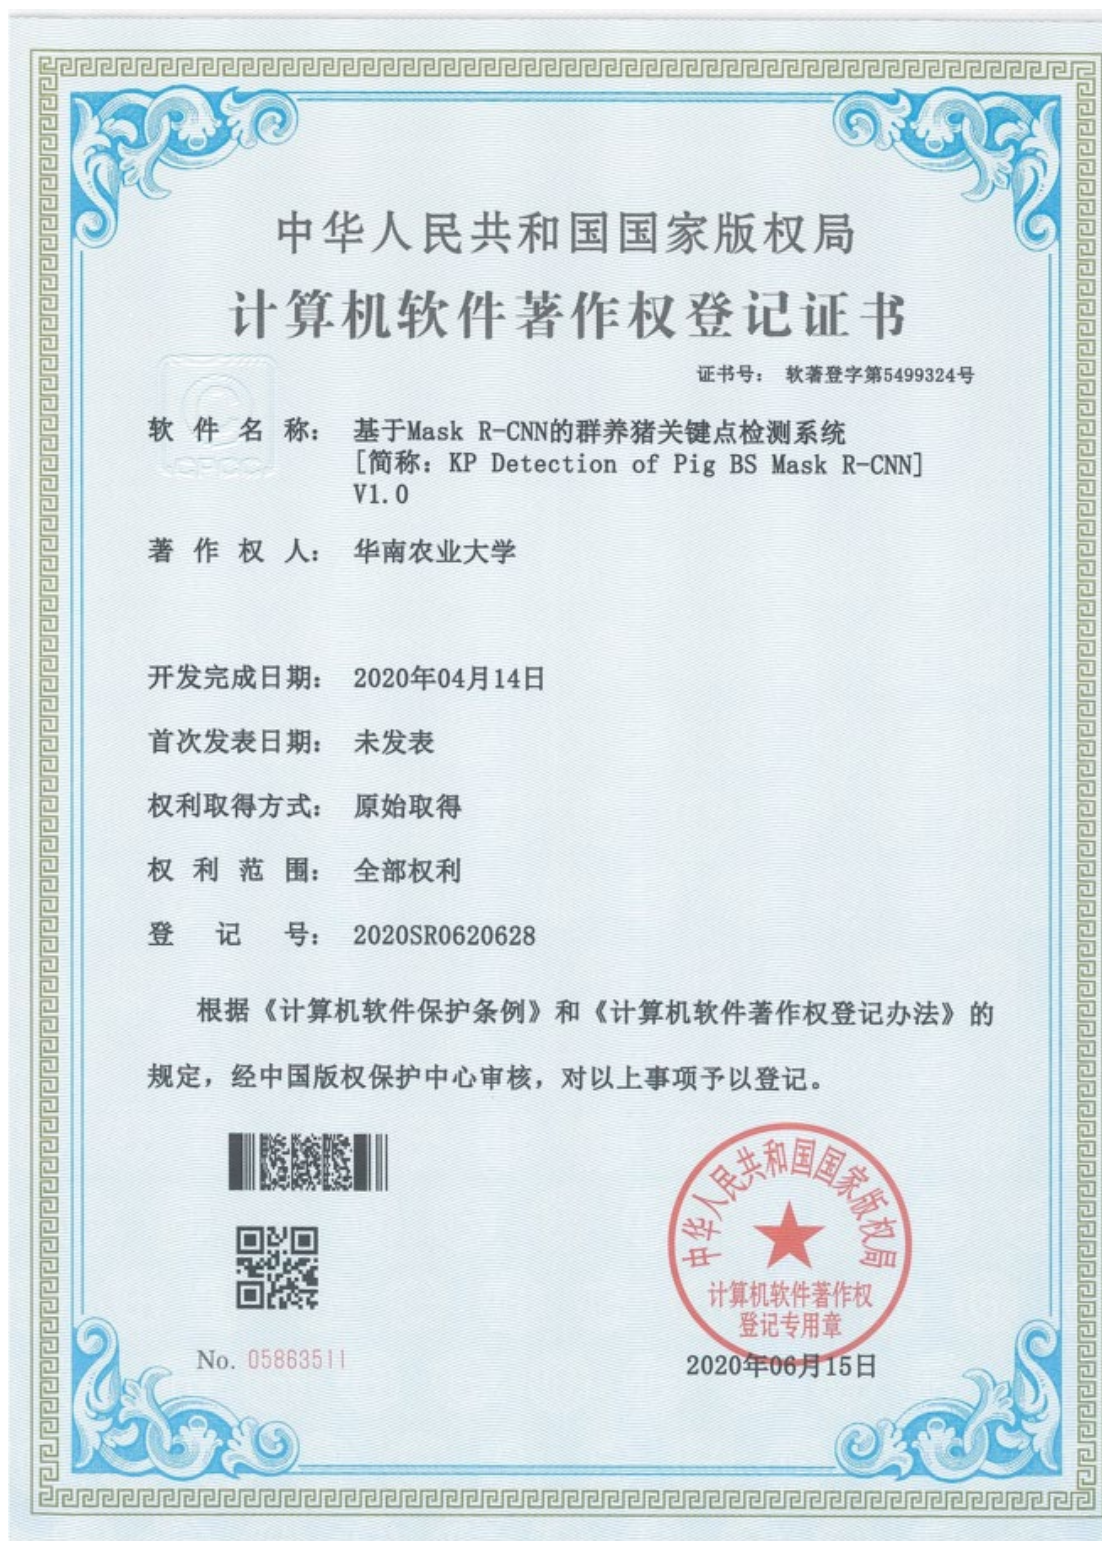 中华人民共和国国家版权局
计算机软件著作权登记证书
证书号： 软著登字第5499324号
CPCC
软件名称： 基于Mask R-CNN的群养猪关键点检测系统
[简称：KP Detection of Pig BS Mask R-CNN]
V1.0
著作权人： 华南农业大学
开发完成日期： 2020年04月14日
首次发表日期： 未发表
权利取得方式： 原始取得
权利范围： 全部权利
登记号： 2020SR0620628
根据《计算机软件保护条例》和《计算机软件著作权登记办法》的
规定，经中国版权保护中心审核，对以上事项予以登记。
中华人民共和国国家版权局
计算机软件著作权
登记专用章
No. 05863511
2020年06月15日